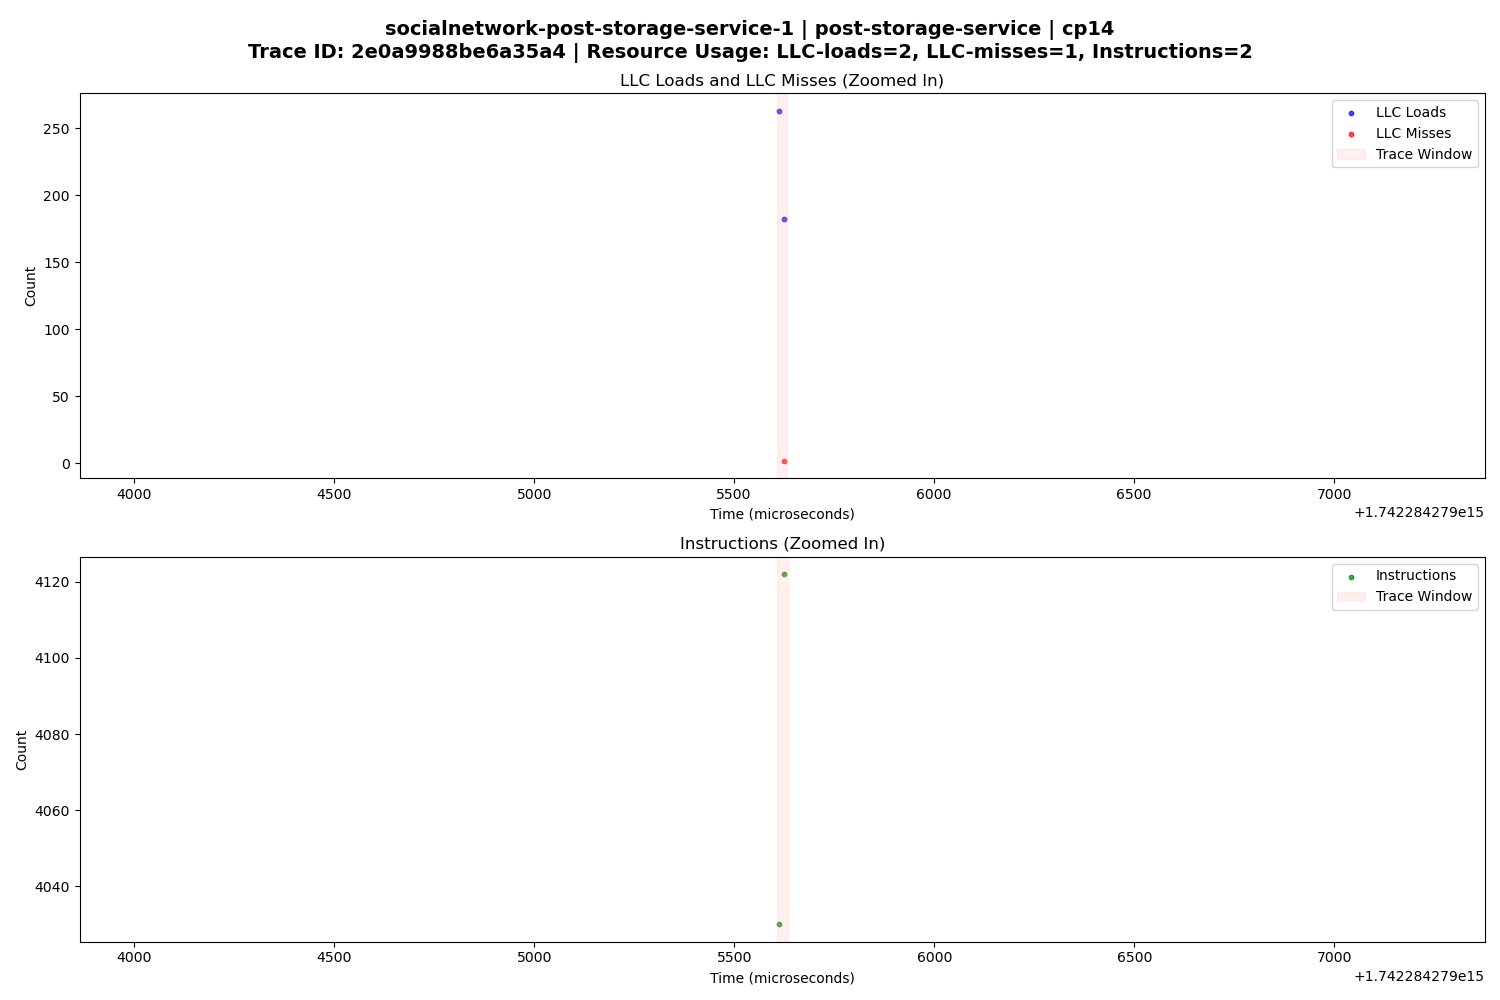 socialnetwork-post-storage-service-1 | post-storage-service | cp14
Trace ID: 2e0a9988be6a35a4 | Resource Usage: LLC-loads=2, LLC-misses=1, Instructions=2
LLC Loads and LLC Misses (Zoomed In)
LLC Loads
LLC Misses
Trace Window
250
200
150
100
50
0
Count
4000 4500 5000 5500 6000 6500 7000
Time (microseconds)
+1.742284279e15
Instructions (Zoomed In)
Instructions
Trace Window
4120
4100
4080
4060
4040
Count
4000 4500 5000 5500 6000 6500 7000
Time (microseconds)
+1.742284279e15